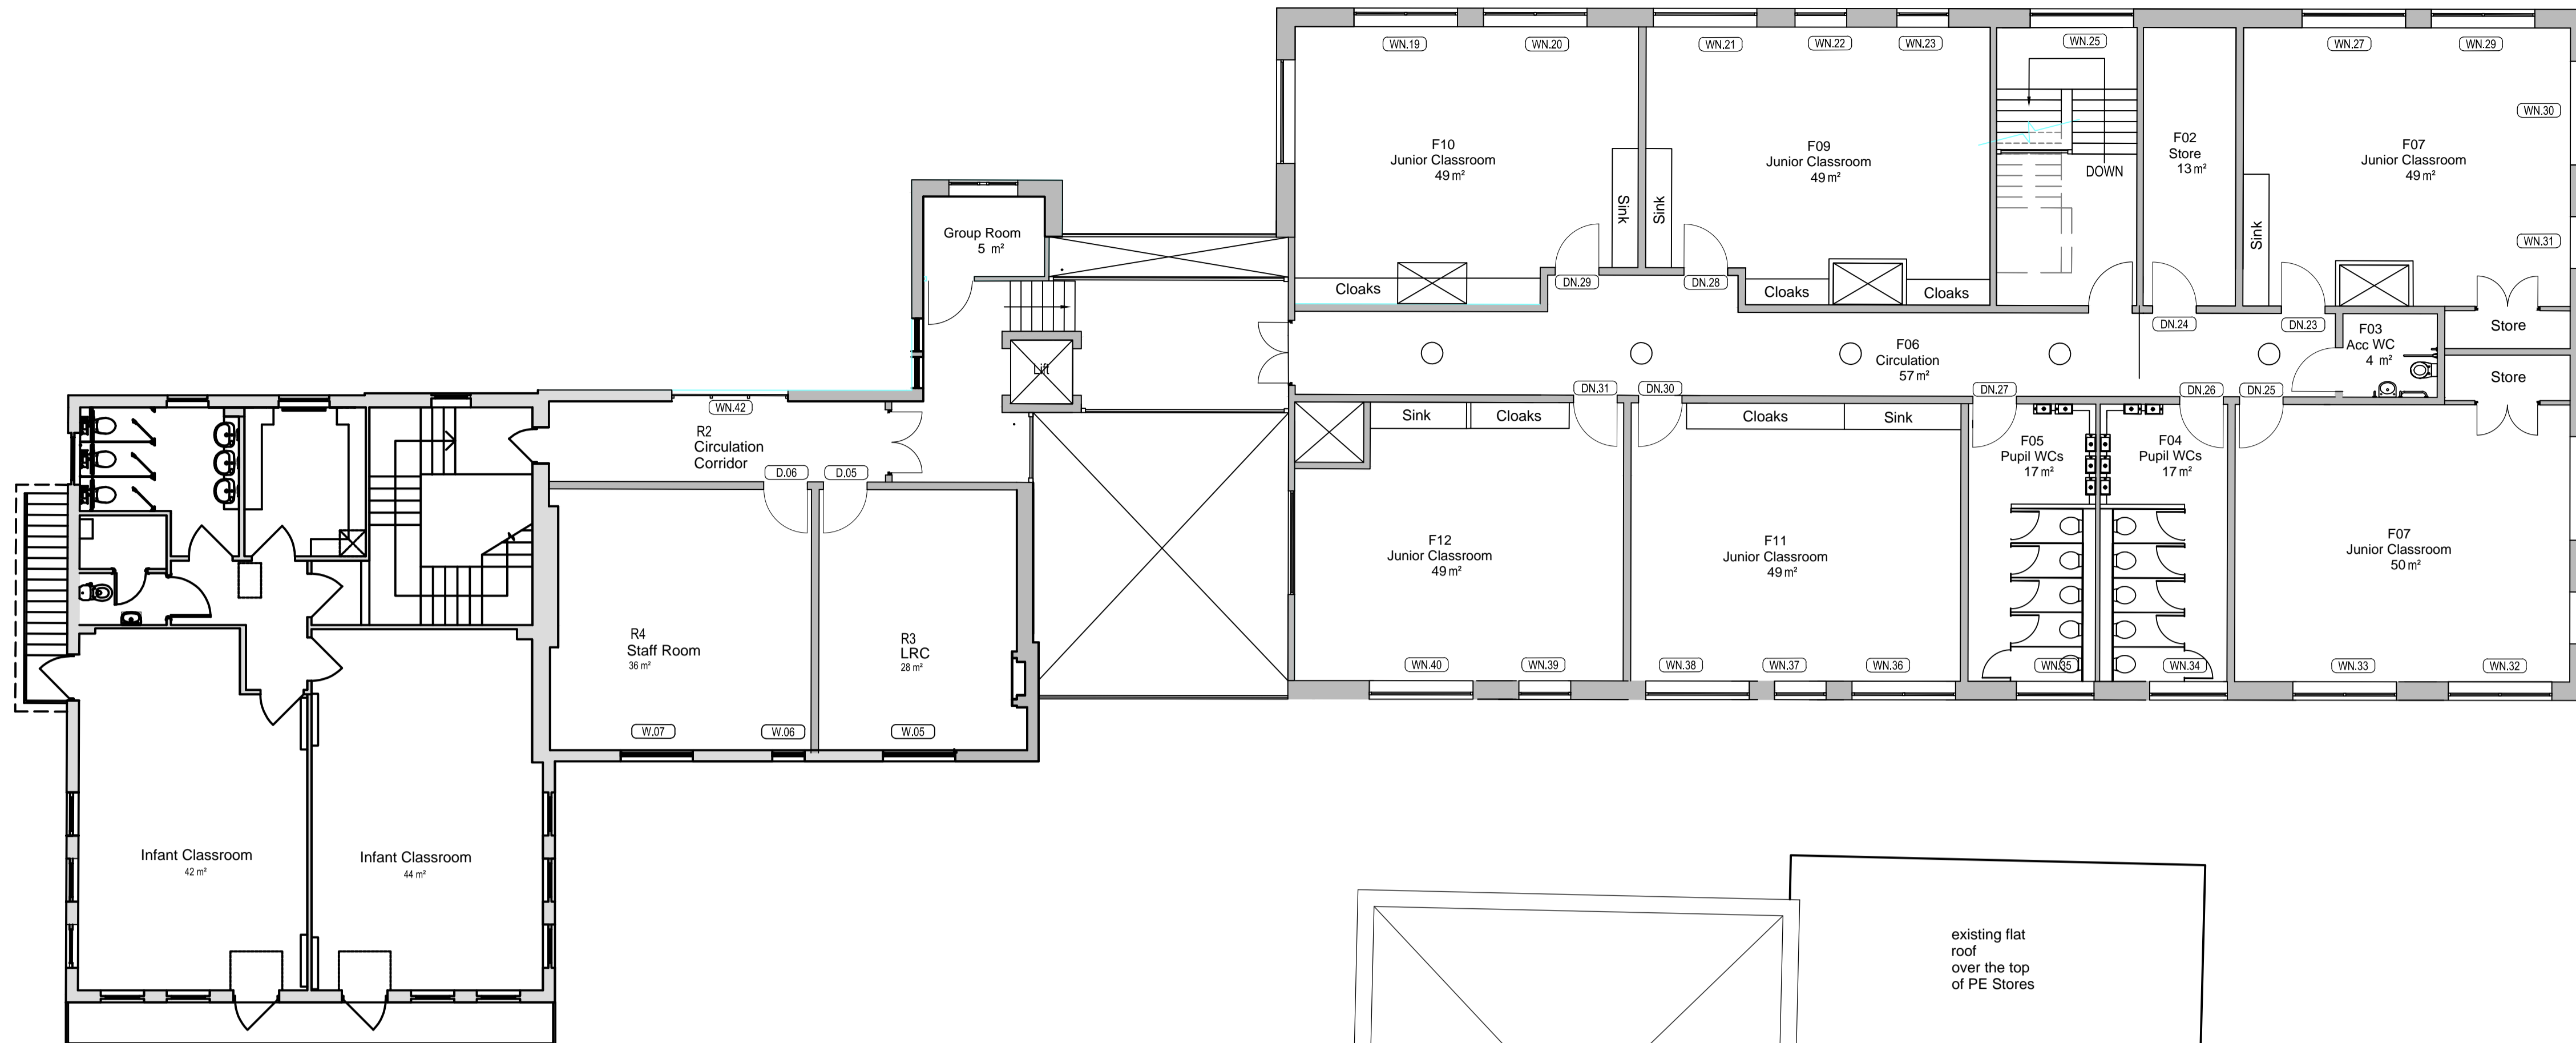 WN.19
WN.20
WN.21
WN.22
WN.23
WN.25
WN.27
WN.29
WN.30
WN.31
F10
Junior Classroom
49 m²
F09
Junior Classroom
49 m²
DOWN
F02
Store
13 m²
F07
Junior Classroom
49 m²
Sink
Sink
Sink
Group Room
5 m²
Cloaks
DN.29
DN.28
Cloaks
Cloaks
DN.24
DN.23
F03
Acc WC
4 m²
Store
Store
Lift
F06
Circulation
57 m²
DN.31
DN.30
DN.27
DN.26
DN.25
WN.42
R2
Circulation
Corridor
D.06
D.05
Sink
Cloaks
Cloaks
Sink
F05
Pupil WCs
17 m²
F04
Pupil WCs
17 m²
F12
Junior Classroom
49 m²
F11
Junior Classroom
49 m²
F07
Junior Classroom
50 m²
R4
Staff Room
36 m²
R3
LRC
28 m²
WN.40
WN.39
WN.38
WN.37
WN.36
WN.35
WN.34
WN.33
WN.32
W.07
W.06
W.05
Infant Classroom
42 m²
Infant Classroom
44 m²
existing flat
roof
over the top
of PE Stores